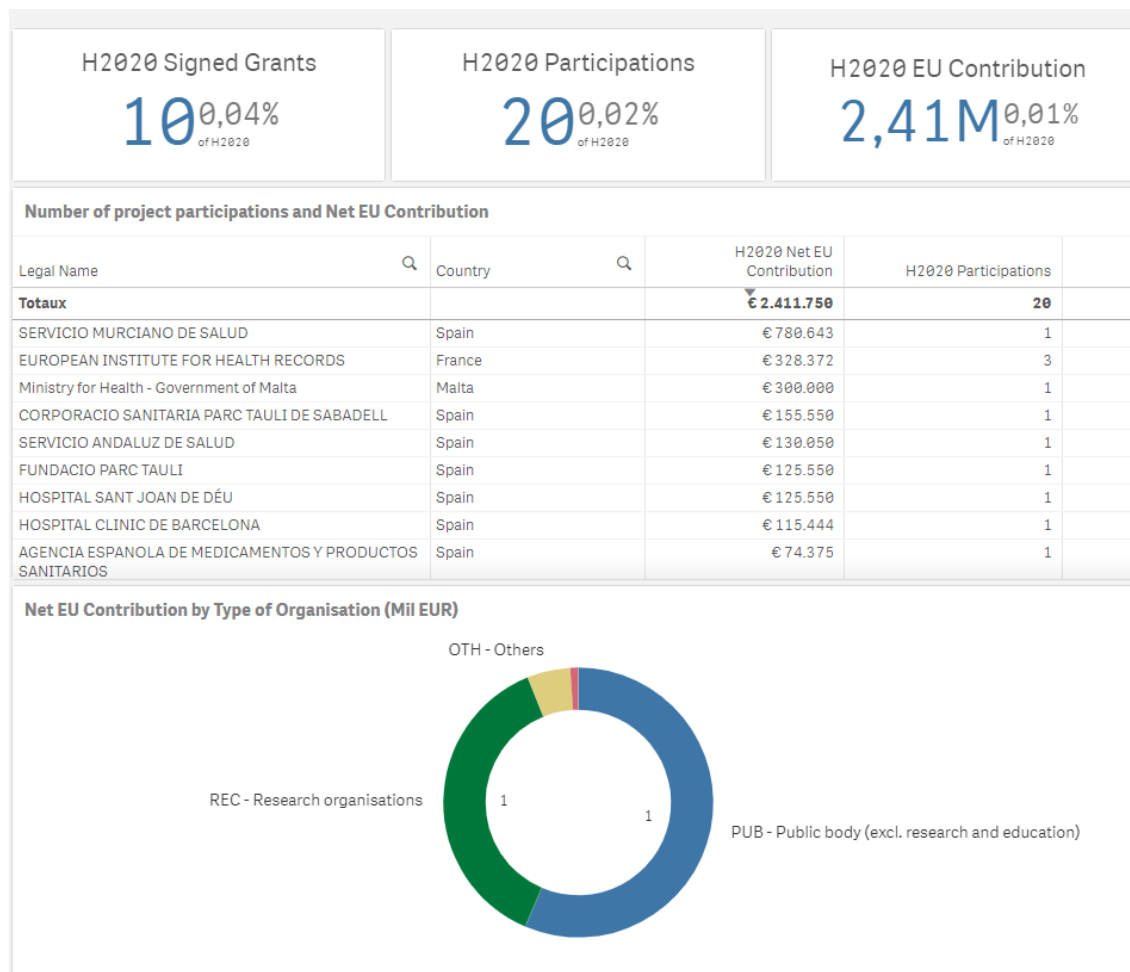 H2020 Signed Grants
10 0,04%
of H2020
H2020 Participations
20 0,02%
of H2020
H2020 EU Contribution
2,41M 0,01%
of H2020
Number of project participations and Net EU Contribution
Legal Name Country H2020 Net EU Contribution H2020 Participations
Totaux € 2.411.750 20
SERVICIO MURCIANO DE SALUD Spain € 780.643 1
EUROPEAN INSTITUTE FOR HEALTH RECORDS France € 328.372 3
Ministry for Health - Government of Malta Malta € 300.000 1
CORPORACIO SANITARIA PARC TAULI DE SABADELL Spain € 155.550 1
SERVICIO ANDALUZ DE SALUD Spain € 130.050 1
FUNDACIO PARC TAULI Spain € 125.550 1
HOSPITAL SANT JOAN DE DÉU Spain € 125.550 1
HOSPITAL CLINIC DE BARCELONA Spain € 115.444 1
AGENCIA ESPANOLA DE MEDICAMENTOS Y PRODUCTOS SANITARIOS Spain € 74.375 1
Net EU Contribution by Type of Organisation (Mil EUR)
OTH - Others
REC - Research organisations
1
1
PUB - Public body (excl. research and education)